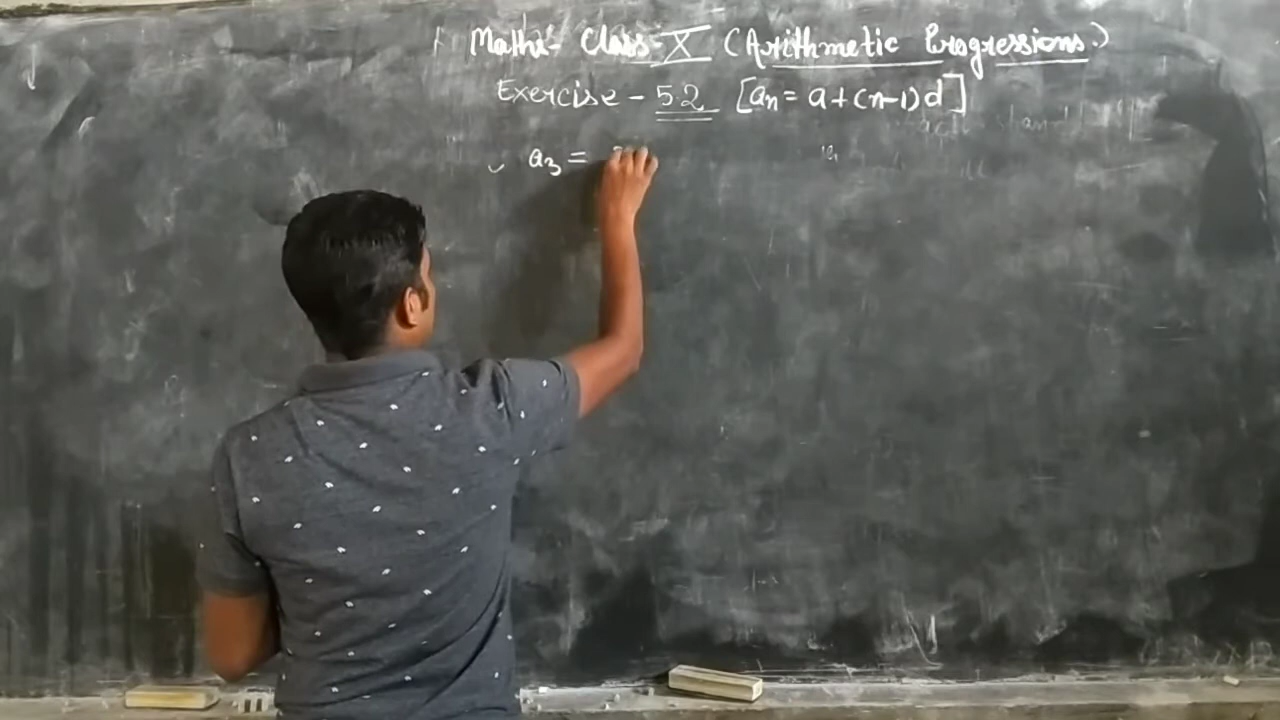 Maths- Class-X (Arithmetic Progressions.)
Exercise - 5.2 [an = a + (n-1) d]
a3 =